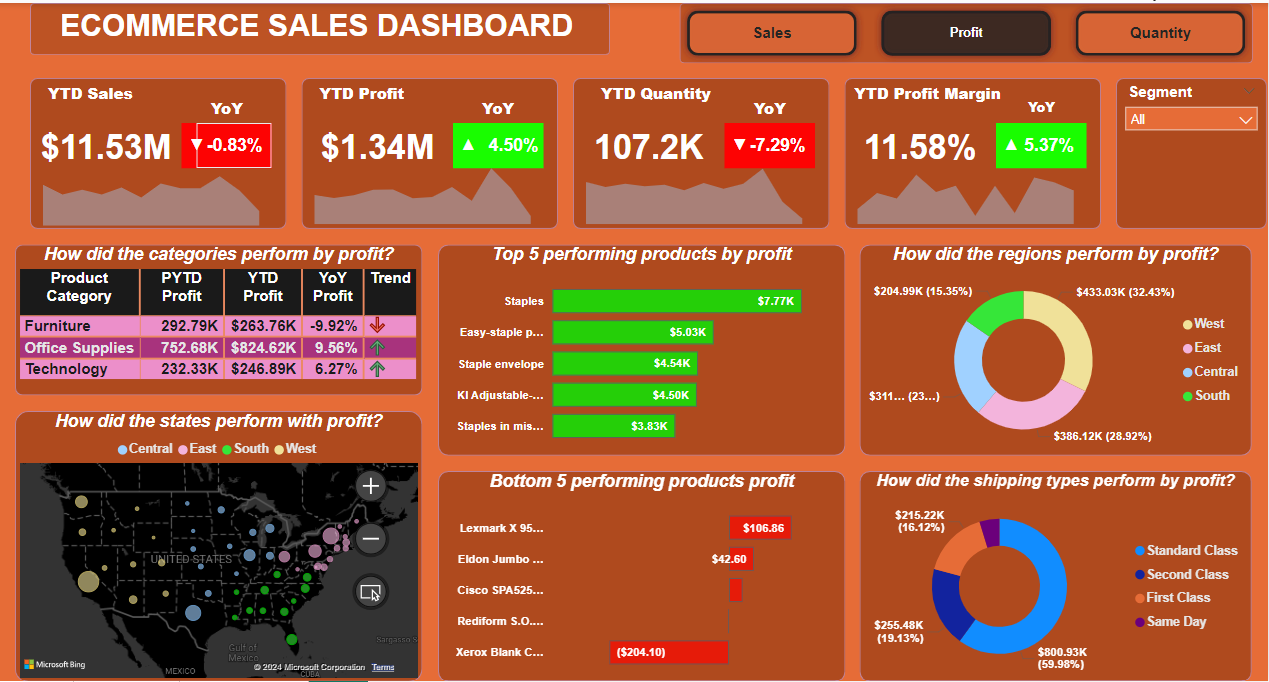 ECOMMERCE SALES DASHBOARD
Sales
Profit
Quantity
YTD Sales
YoY
$11.53M
▼ -0.83%
YTD Profit
YoY
$1.34M
▲ 4.50%
YTD Quantity
YoY
107.2K
▼ -7.29%
YTD Profit Margin
YoY
11.58%
▲ 5.37%
Segment
All
How did the categories perform by profit?
Product Category PYTD Profit YTD Profit YoY Profit Trend
Furniture 292.79K $263.76K -9.92%
Office Supplies 752.68K $824.62K 9.56%
Technology 232.33K $246.89K 6.27%
How did the states perform with profit?
Central East South West
UNITED STATES
Gulf of
Mexico
Sargasso S
MEXICO
CUBA
Microsoft Bing
© 2024 Microsoft Corporation Terms
Top 5 performing products by profit
Staples $7.77K
Easy-staple p... $5.03K
Staple envelope $4.54K
KI Adjustable-... $4.50K
Staples in mis... $3.83K
Bottom 5 performing products profit
Lexmark X 95... $106.86
Eldon Jumbo ... $42.60
Cisco SPA525...
Rediform S.O....
Xerox Blank C... ($204.10)
How did the regions perform by profit?
$204.99K (15.35%)
$433.03K (32.43%)
$311... (23...)
$386.12K (28.92%)
West
East
Central
South
How did the shipping types perform by profit?
$215.22K
(16.12%)
$255.48K
(19.13%)
$800.93K
(59.98%)
Standard Class
Second Class
First Class
Same Day